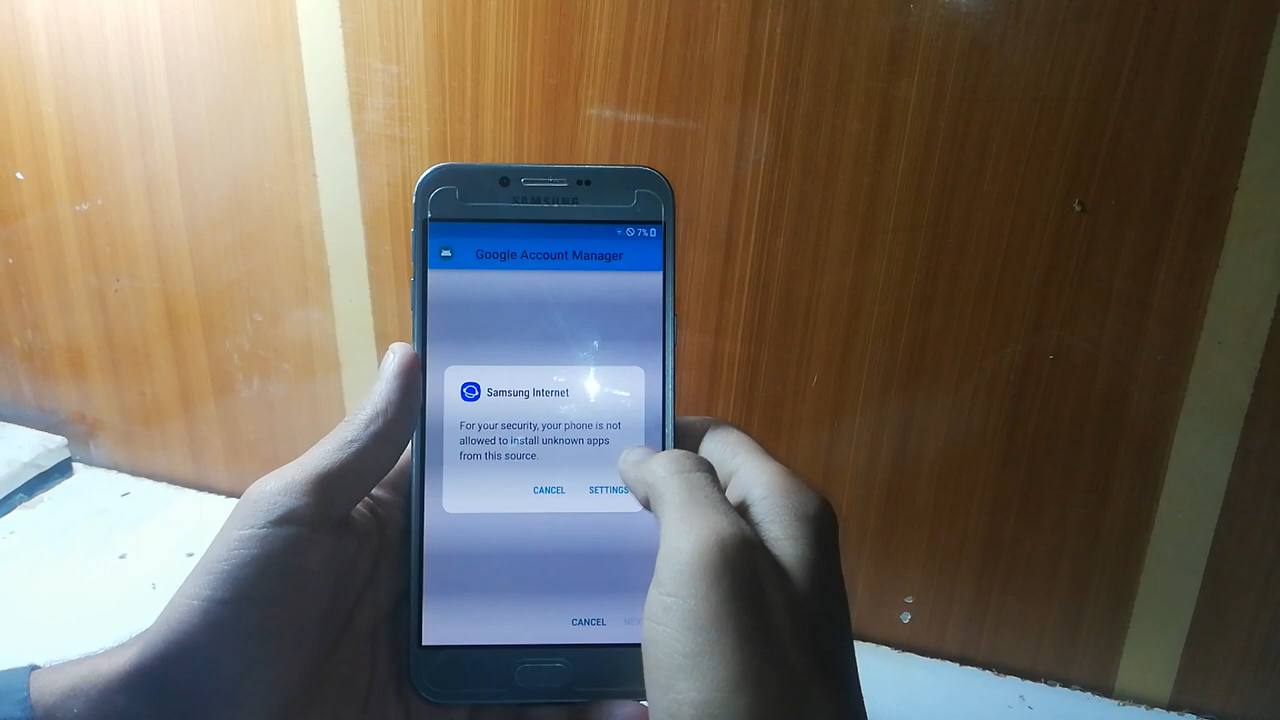 SAMSUNG
7%
Google Account Manager
Samsung Internet
For your security, your phone is not
allowed to install unknown apps
from this source.
CANCEL SETTINGS
CANCEL